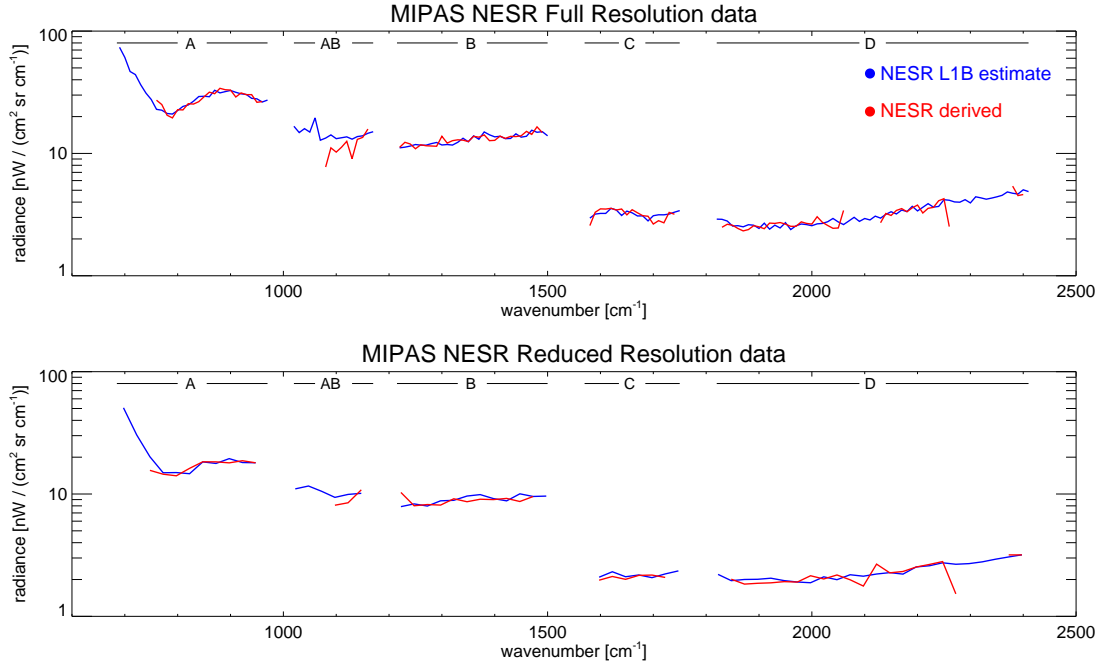 MIPAS NESR Full Resolution data
100
A
AB
B
C
D
NESR L1B estimate
NESR derived
10
1
radiance [nW / (cm² sr cm⁻¹)]
1000
1500
2000
2500
wavenumber [cm⁻¹]
MIPAS NESR Reduced Resolution data
100
A
AB
B
C
D
10
1
radiance [nW / (cm² sr cm⁻¹)]
1000
1500
2000
2500
wavenumber [cm⁻¹]